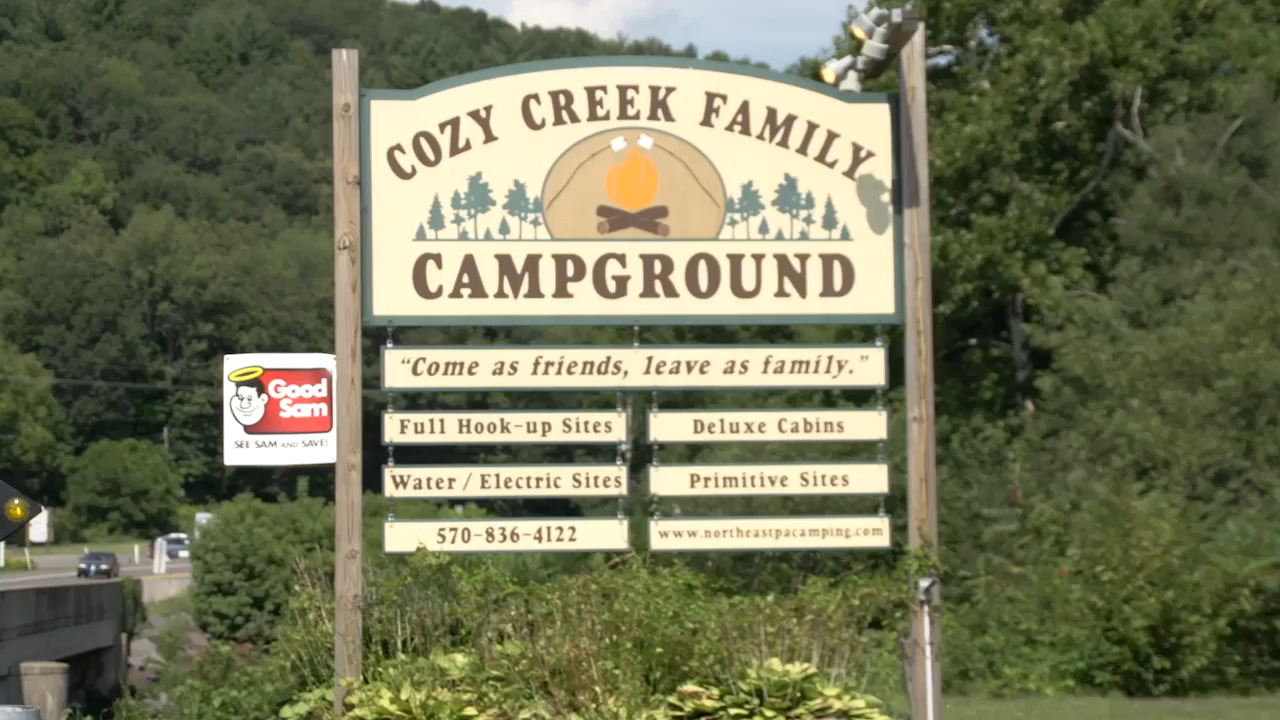 COZY CREEK FAMILY
CAMPGROUND
"Come as friends, leave as family."
Good
Sam
SEE SAM AND SAVE!
Full Hook-up Sites
Deluxe Cabins
Water / Electric Sites
Primitive Sites
570-836-4122
www.northeastpacamping.com